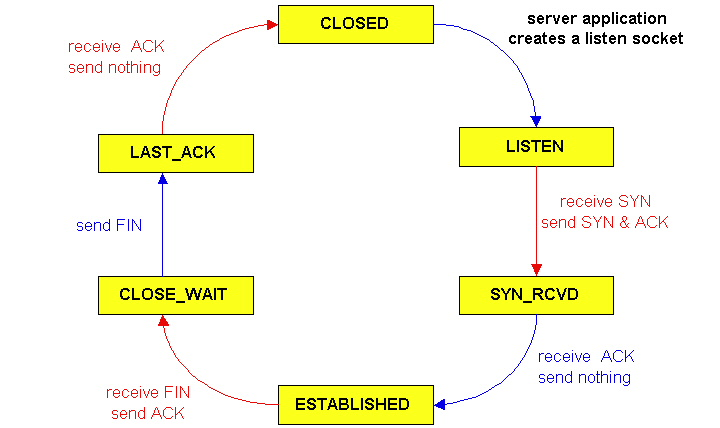 CLOSED
server application
creates a listen socket
receive  ACK
send nothing
LAST_ACK
LISTEN
send FIN
receive SYN
send SYN & ACK
CLOSE_WAIT
SYN_RCVD
receive  ACK
send nothing
receive FIN
send ACK
ESTABLISHED